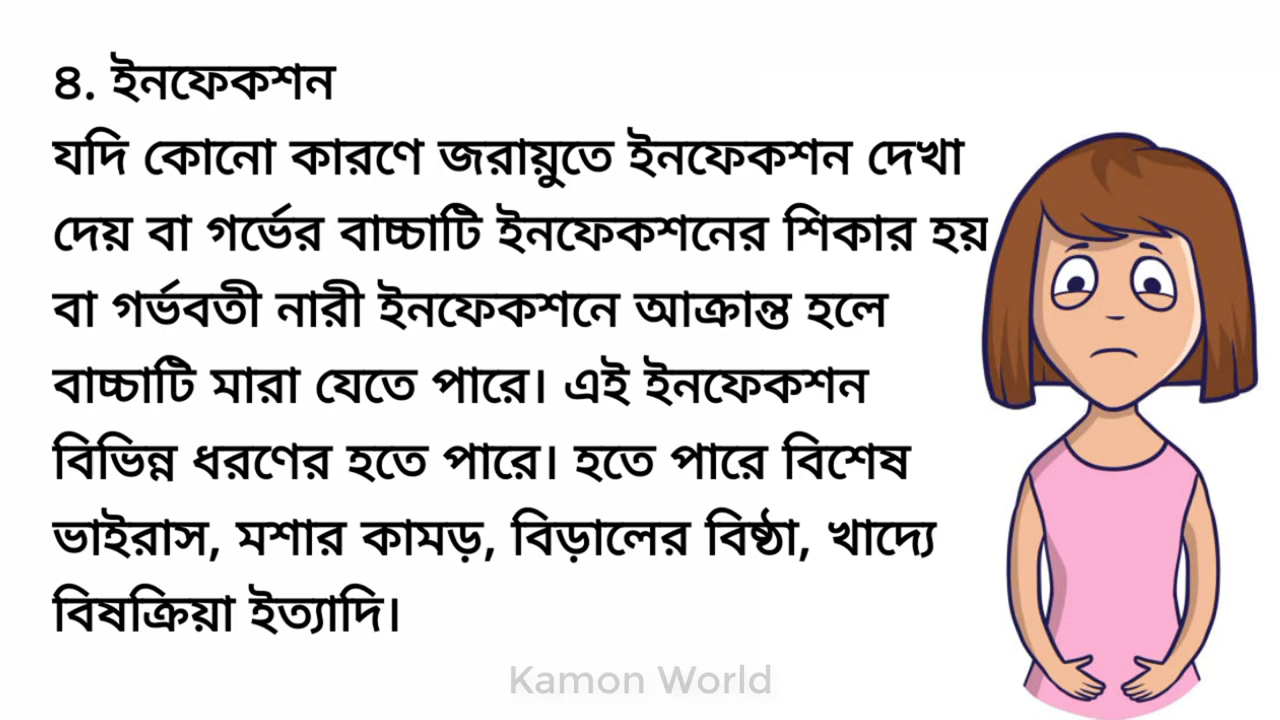 ৪. ইনফেকশন
যদি কোনো কারণে জরায়ুতে ইনফেকশন দেখা
দেয় বা গর্ভের বাচ্চাটি ইনফেকশনের শিকার হয়
বা গর্ভবতী নারী ইনফেকশনে আক্রান্ত হলে
বাচ্চাটি মারা যেতে পারে। এই ইনফেকশন
বিভিন্ন ধরণের হতে পারে। হতে পারে বিশেষ
ভাইরাস, মশার কামড়, বিড়ালের বিষ্ঠা, খাদ্যে
বিষক্রিয়া ইত্যাদি।
Kamon World